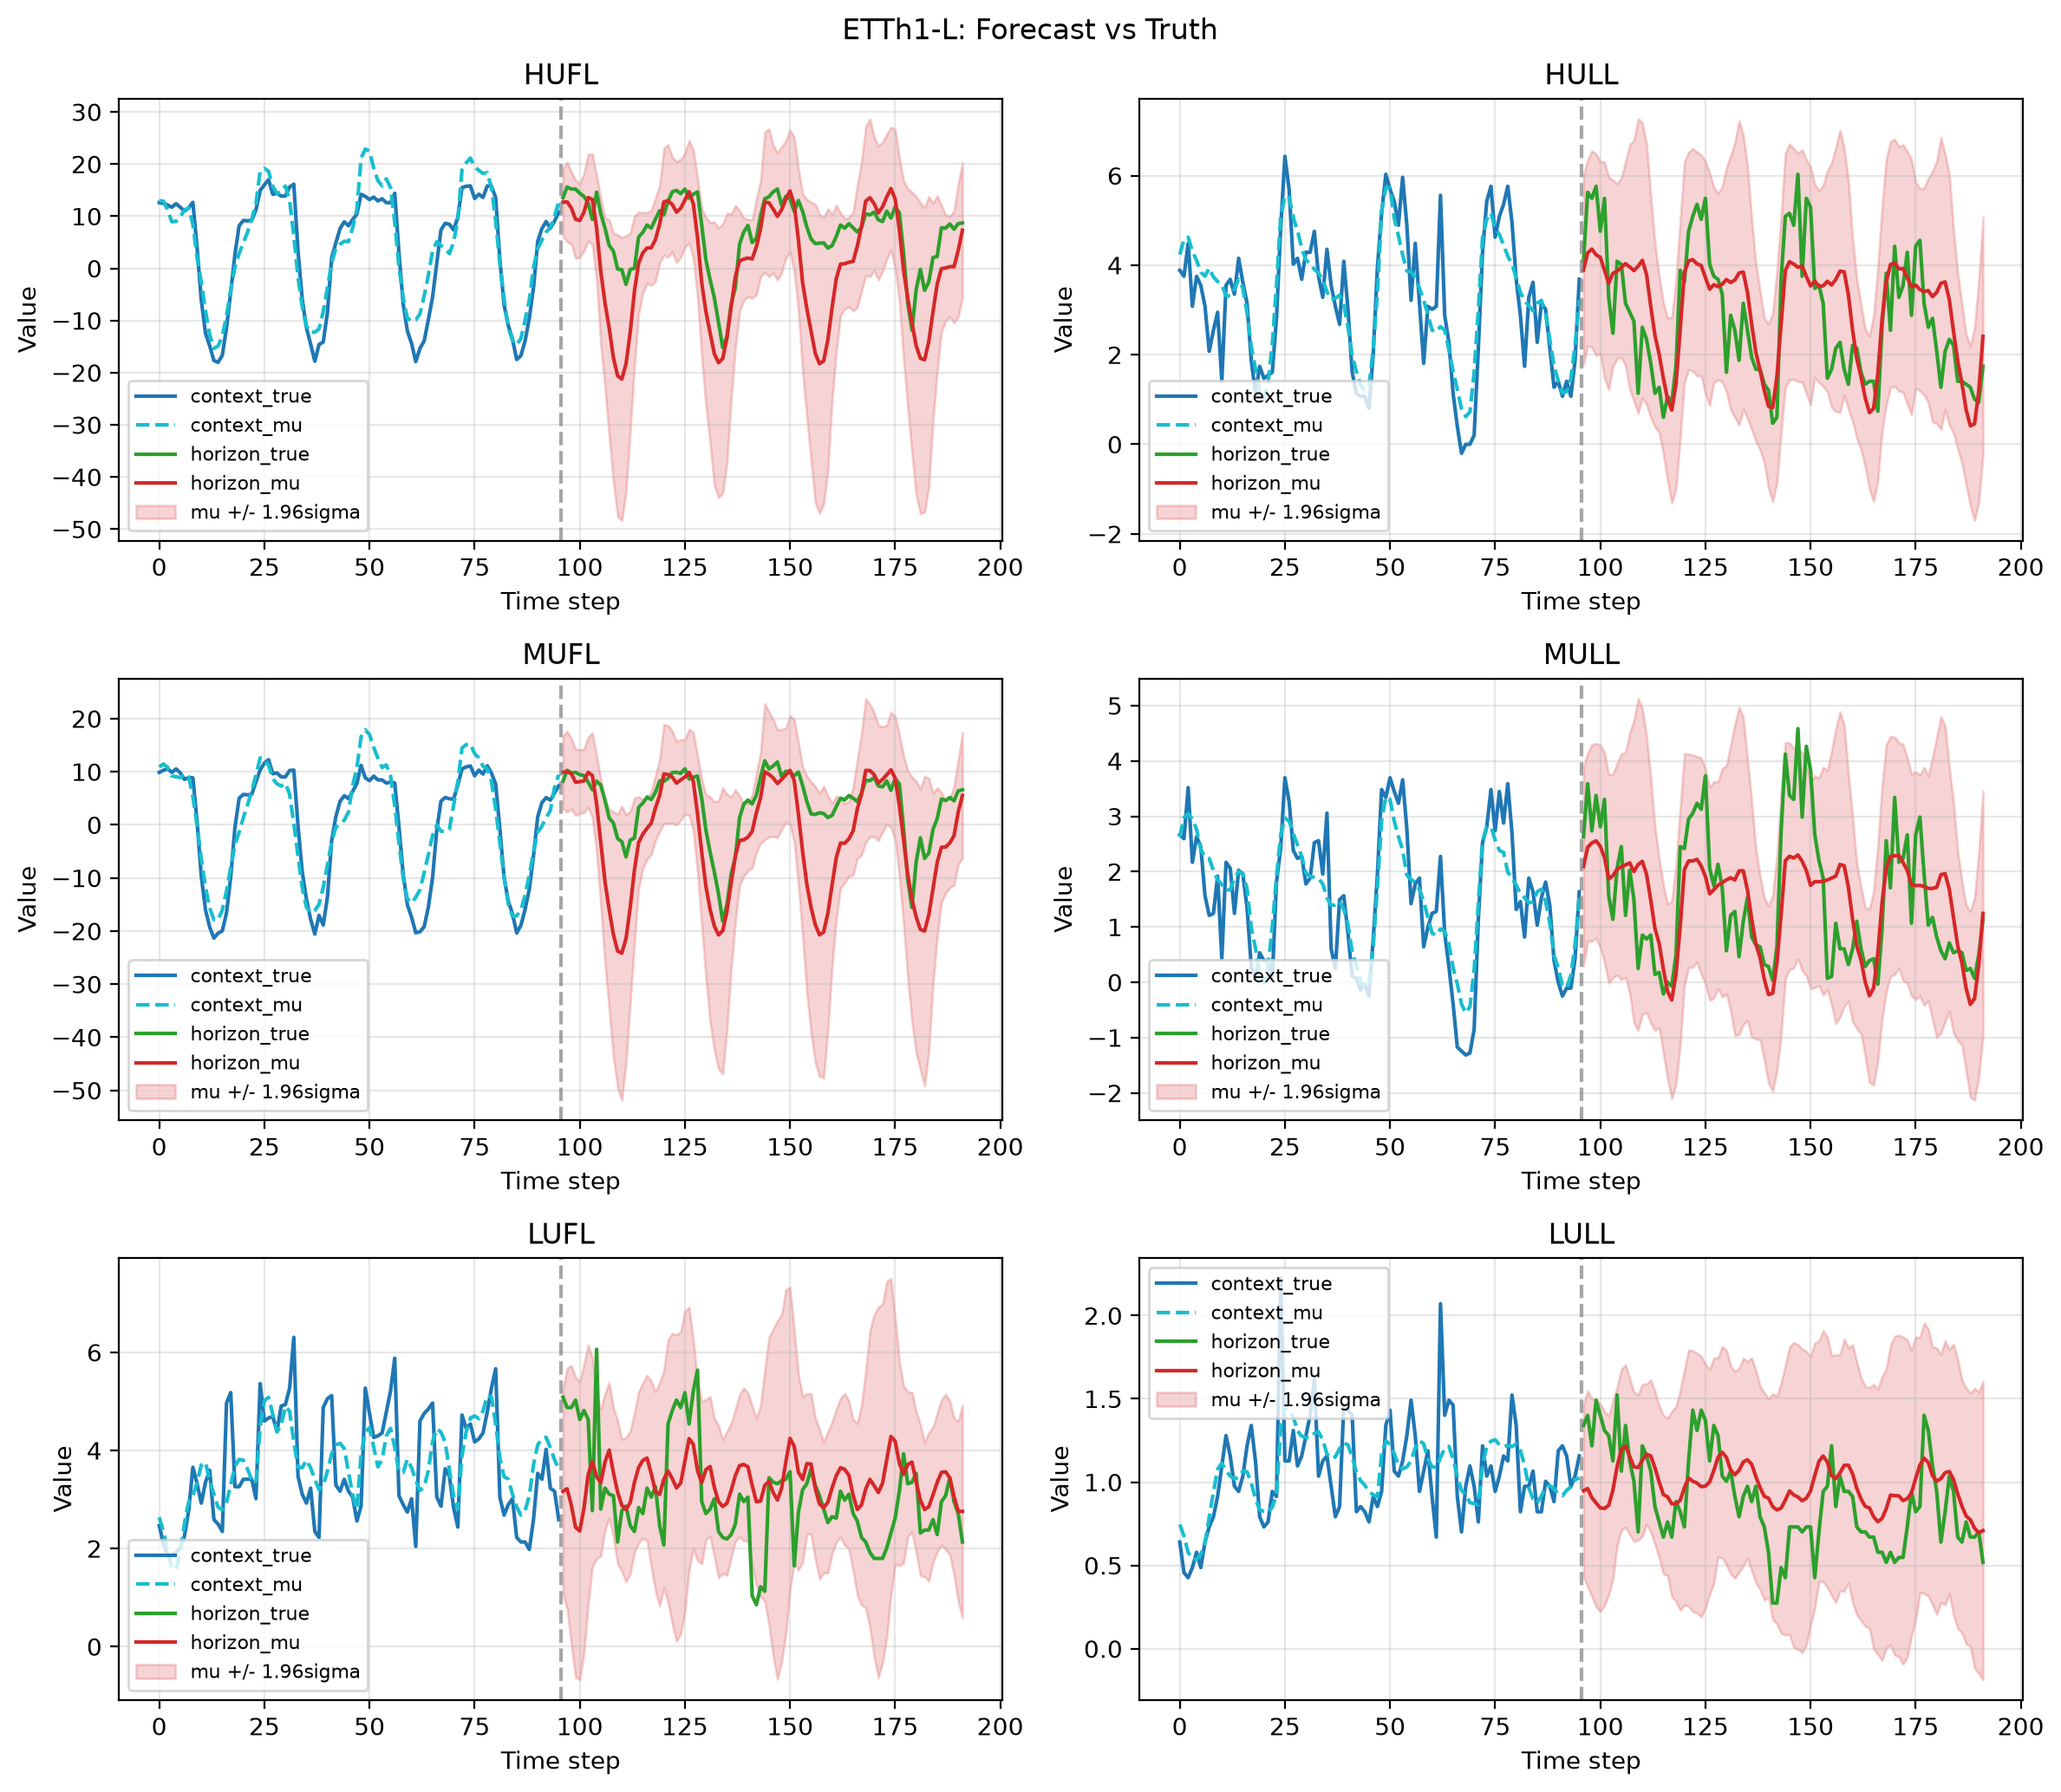 ETTh1-L: Forecast vs Truth
HUFL
30
20
10
0
−10
−20
−30
−40
−50
Value
context_true
context_mu
horizon_true
horizon_mu
mu +/- 1.96sigma
0 25 50 75 100 125 150 175 200
Time step
HULL
6
4
2
0
−2
Value
context_true
context_mu
horizon_true
horizon_mu
mu +/- 1.96sigma
0 25 50 75 100 125 150 175 200
Time step
MUFL
20
10
0
−10
−20
−30
−40
−50
Value
context_true
context_mu
horizon_true
horizon_mu
mu +/- 1.96sigma
0 25 50 75 100 125 150 175 200
Time step
MULL
5
4
3
2
1
0
−1
−2
Value
context_true
context_mu
horizon_true
horizon_mu
mu +/- 1.96sigma
0 25 50 75 100 125 150 175 200
Time step
LUFL
6
4
2
0
Value
context_true
context_mu
horizon_true
horizon_mu
mu +/- 1.96sigma
0 25 50 75 100 125 150 175 200
Time step
LULL
2.0
1.5
1.0
0.5
0.0
Value
context_true
context_mu
horizon_true
horizon_mu
mu +/- 1.96sigma
0 25 50 75 100 125 150 175 200
Time step